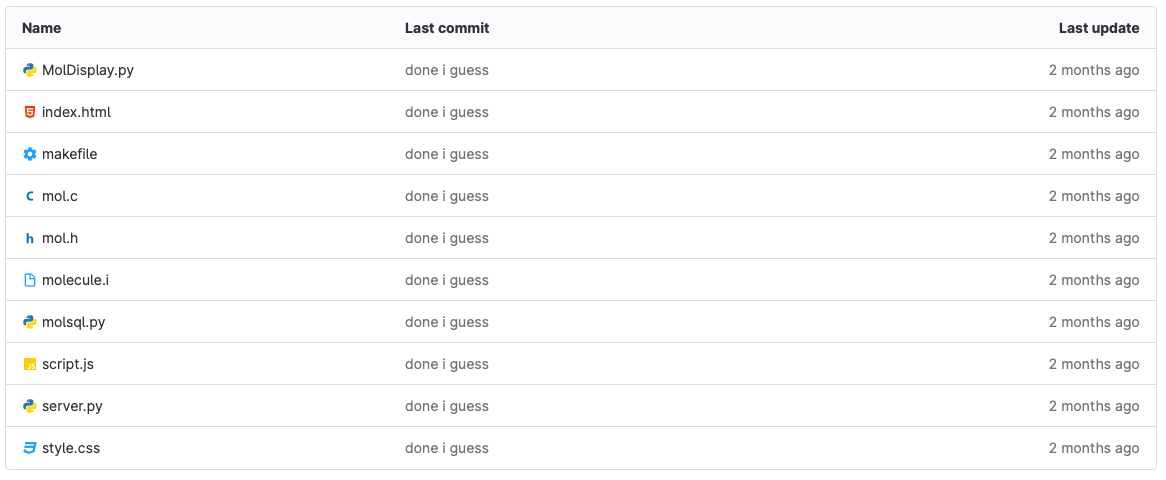 Name Last commit Last update
MolDisplay.py done i guess 2 months ago
index.html done i guess 2 months ago
makefile done i guess 2 months ago
C mol.c done i guess 2 months ago
h mol.h done i guess 2 months ago
molecule.i done i guess 2 months ago
molsql.py done i guess 2 months ago
JS script.js done i guess 2 months ago
server.py done i guess 2 months ago
style.css done i guess 2 months ago